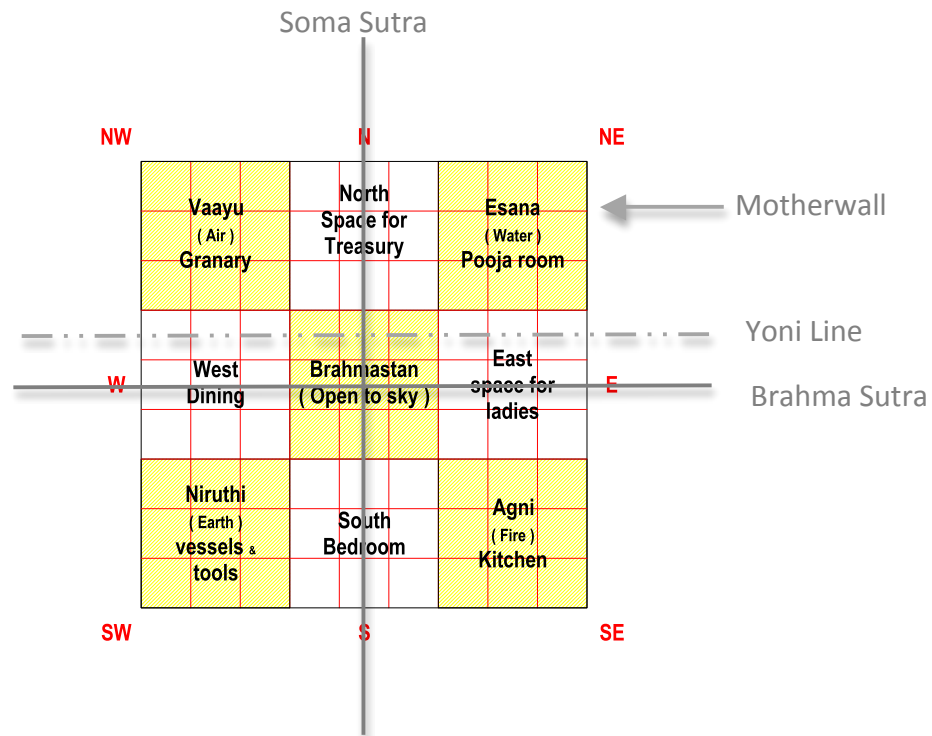 Soma Sutra
NW
N
NE
Vaayu
( Air )
Granary
North
Space for
Treasury
Esana
( Water )
Pooja room
Motherwall
Yoni Line
W
West
Dining
Brahmastan
( Open to sky )
East
space for
ladies
E
Brahma Sutra
Niruthi
( Earth )
vessels &
tools
South
Bedroom
Agni
( Fire )
Kitchen
SW
S
SE